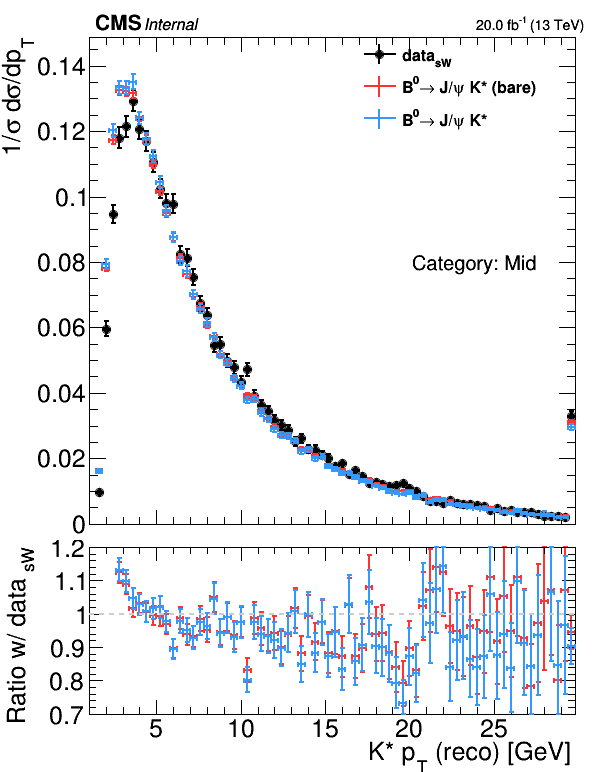 CMS Internal
20.0 fb⁻¹ (13 TeV)
1/σ dσ/dp_T
0.14
0.12
0.1
0.08
0.06
0.04
0.02
0
data_sW
B⁰→ J/ψ K* (bare)
B⁰→ J/ψ K*
Category: Mid
Ratio w/ data _sW
1.2
1.1
1
0.9
0.8
0.7
5 10 15 20 25
K* p_T (reco) [GeV]